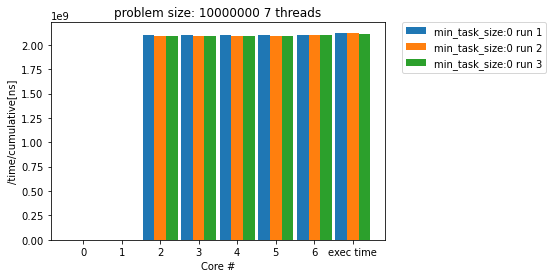 problem size: 10000000 7 threads
1e9
/time/cumulative[ns]
2.00
1.75
1.50
1.25
1.00
0.75
0.50
0.25
0.00
0 1 2 3 4 5 6 exec time
Core #
min_task_size:0 run 1
min_task_size:0 run 2
min_task_size:0 run 3